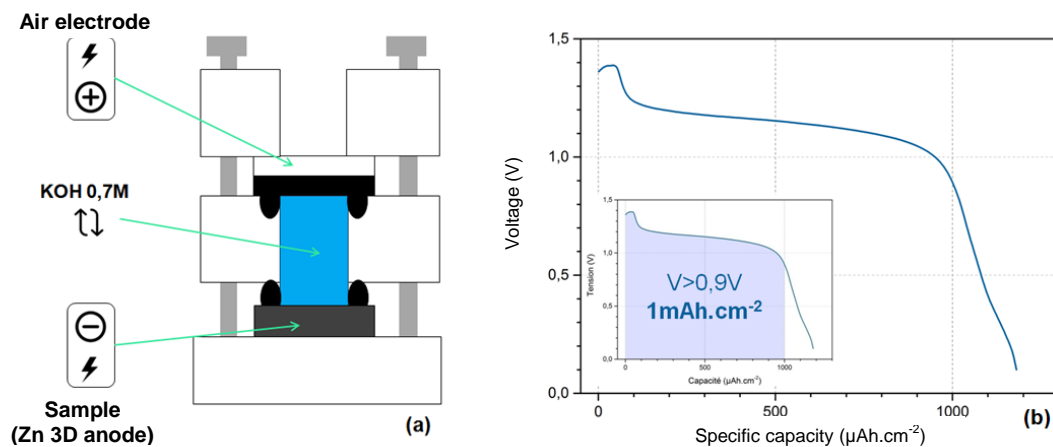 Air electrode
+
KOH 0,7M
−
Sample
(Zn 3D anode)
(a)
Voltage (V)
1,5
1,0
0,5
0,0
0
500
1000
Specific capacity (µAh.cm⁻²)
(b)
Tension (V)
1,5
1,0
0,5
0,0
V>0,9V
1mAh.cm⁻²
0
500
1000
Capacité (µAh.cm⁻²)